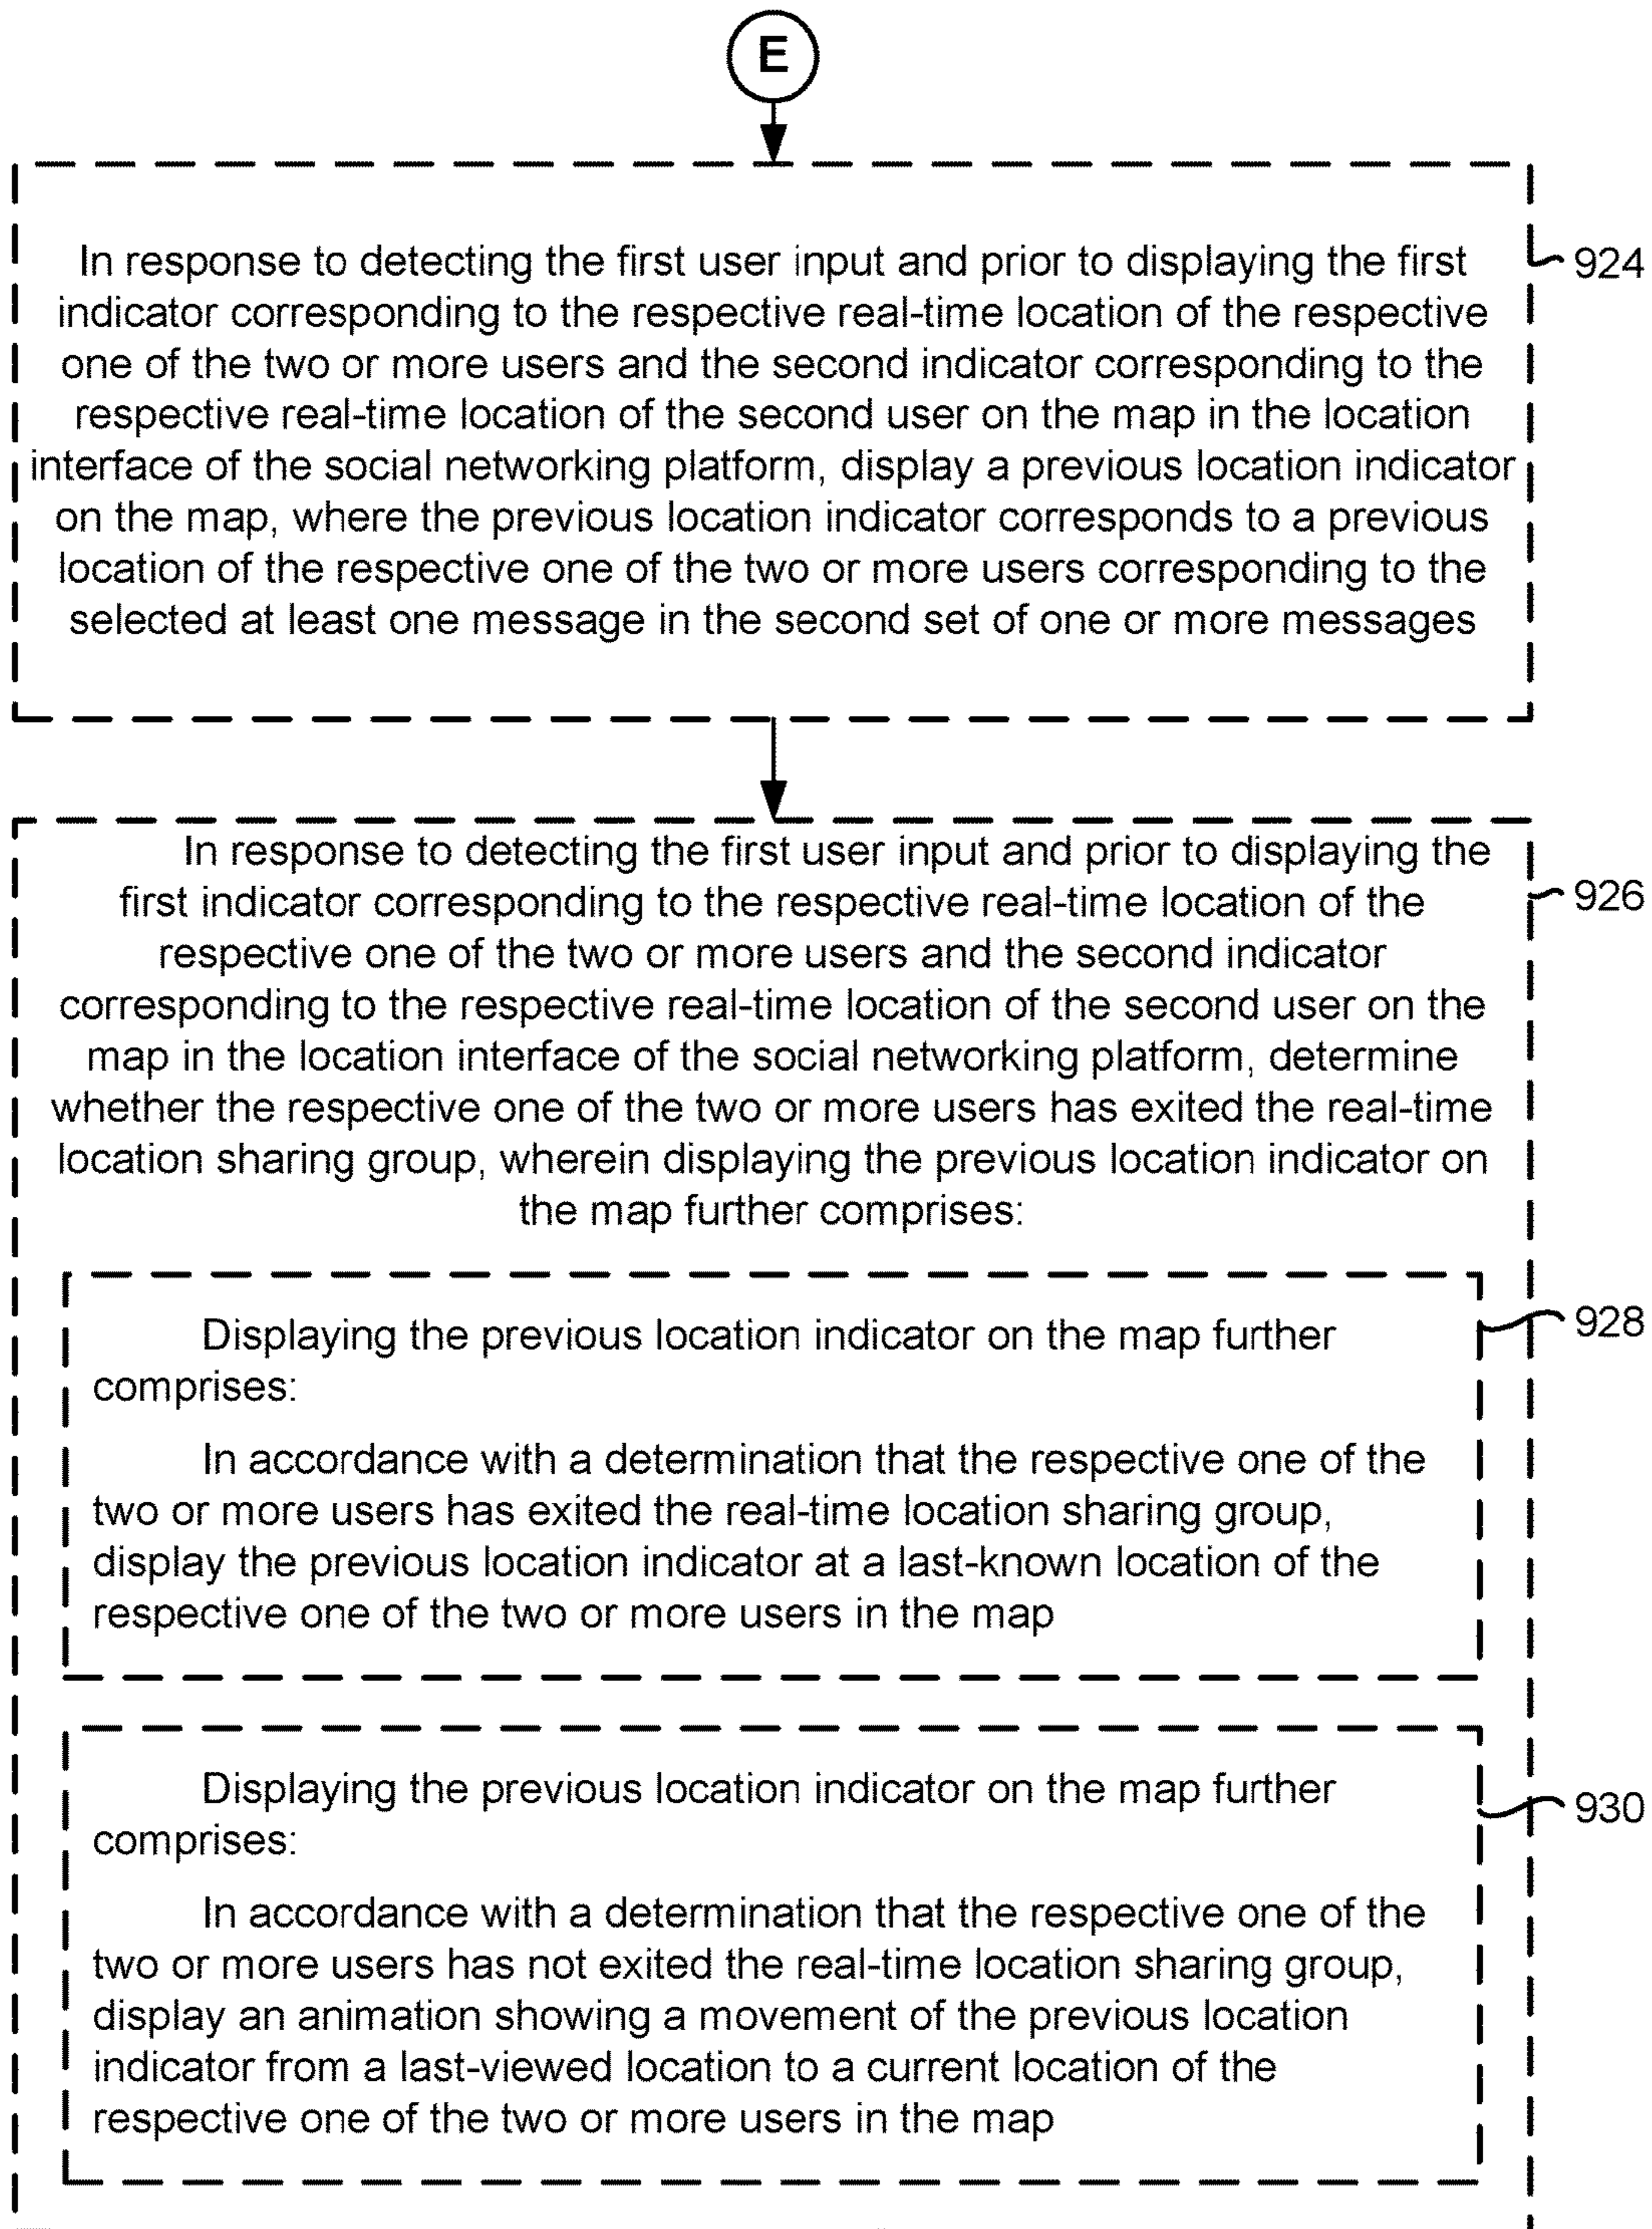 E
In response to detecting the first user input and prior to displaying the first
indicator corresponding to the respective real-time location of the respective
one of the two or more users and the second indicator corresponding to the
respective real-time location of the second user on the map in the location
interface of the social networking platform, display a previous location indicator
on the map, where the previous location indicator corresponds to a previous
location of the respective one of the two or more users corresponding to the
selected at least one message in the second set of one or more messages
924
In response to detecting the first user input and prior to displaying the
first indicator corresponding to the respective real-time location of the
respective one of the two or more users and the second indicator
corresponding to the respective real-time location of the second user on the
map in the location interface of the social networking platform, determine
whether the respective one of the two or more users has exited the real-time
location sharing group, wherein displaying the previous location indicator on
the map further comprises:
926
Displaying the previous location indicator on the map further
comprises:
In accordance with a determination that the respective one of the
two or more users has exited the real-time location sharing group,
display the previous location indicator at a last-known location of the
respective one of the two or more users in the map
928
Displaying the previous location indicator on the map further
comprises:
In accordance with a determination that the respective one of the
two or more users has not exited the real-time location sharing group,
display an animation showing a movement of the previous location
indicator from a last-viewed location to a current location of the
respective one of the two or more users in the map
930